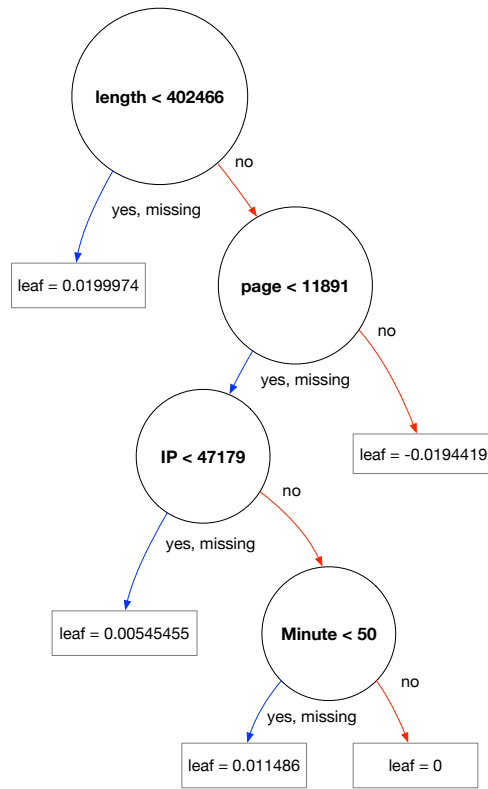 length < 402466
no
yes, missing
leaf = 0.0199974
page < 11891
no
yes, missing
leaf = -0.0194419
IP < 47179
no
yes, missing
leaf = 0.00545455
Minute < 50
no
yes, missing
leaf = 0.011486
leaf = 0